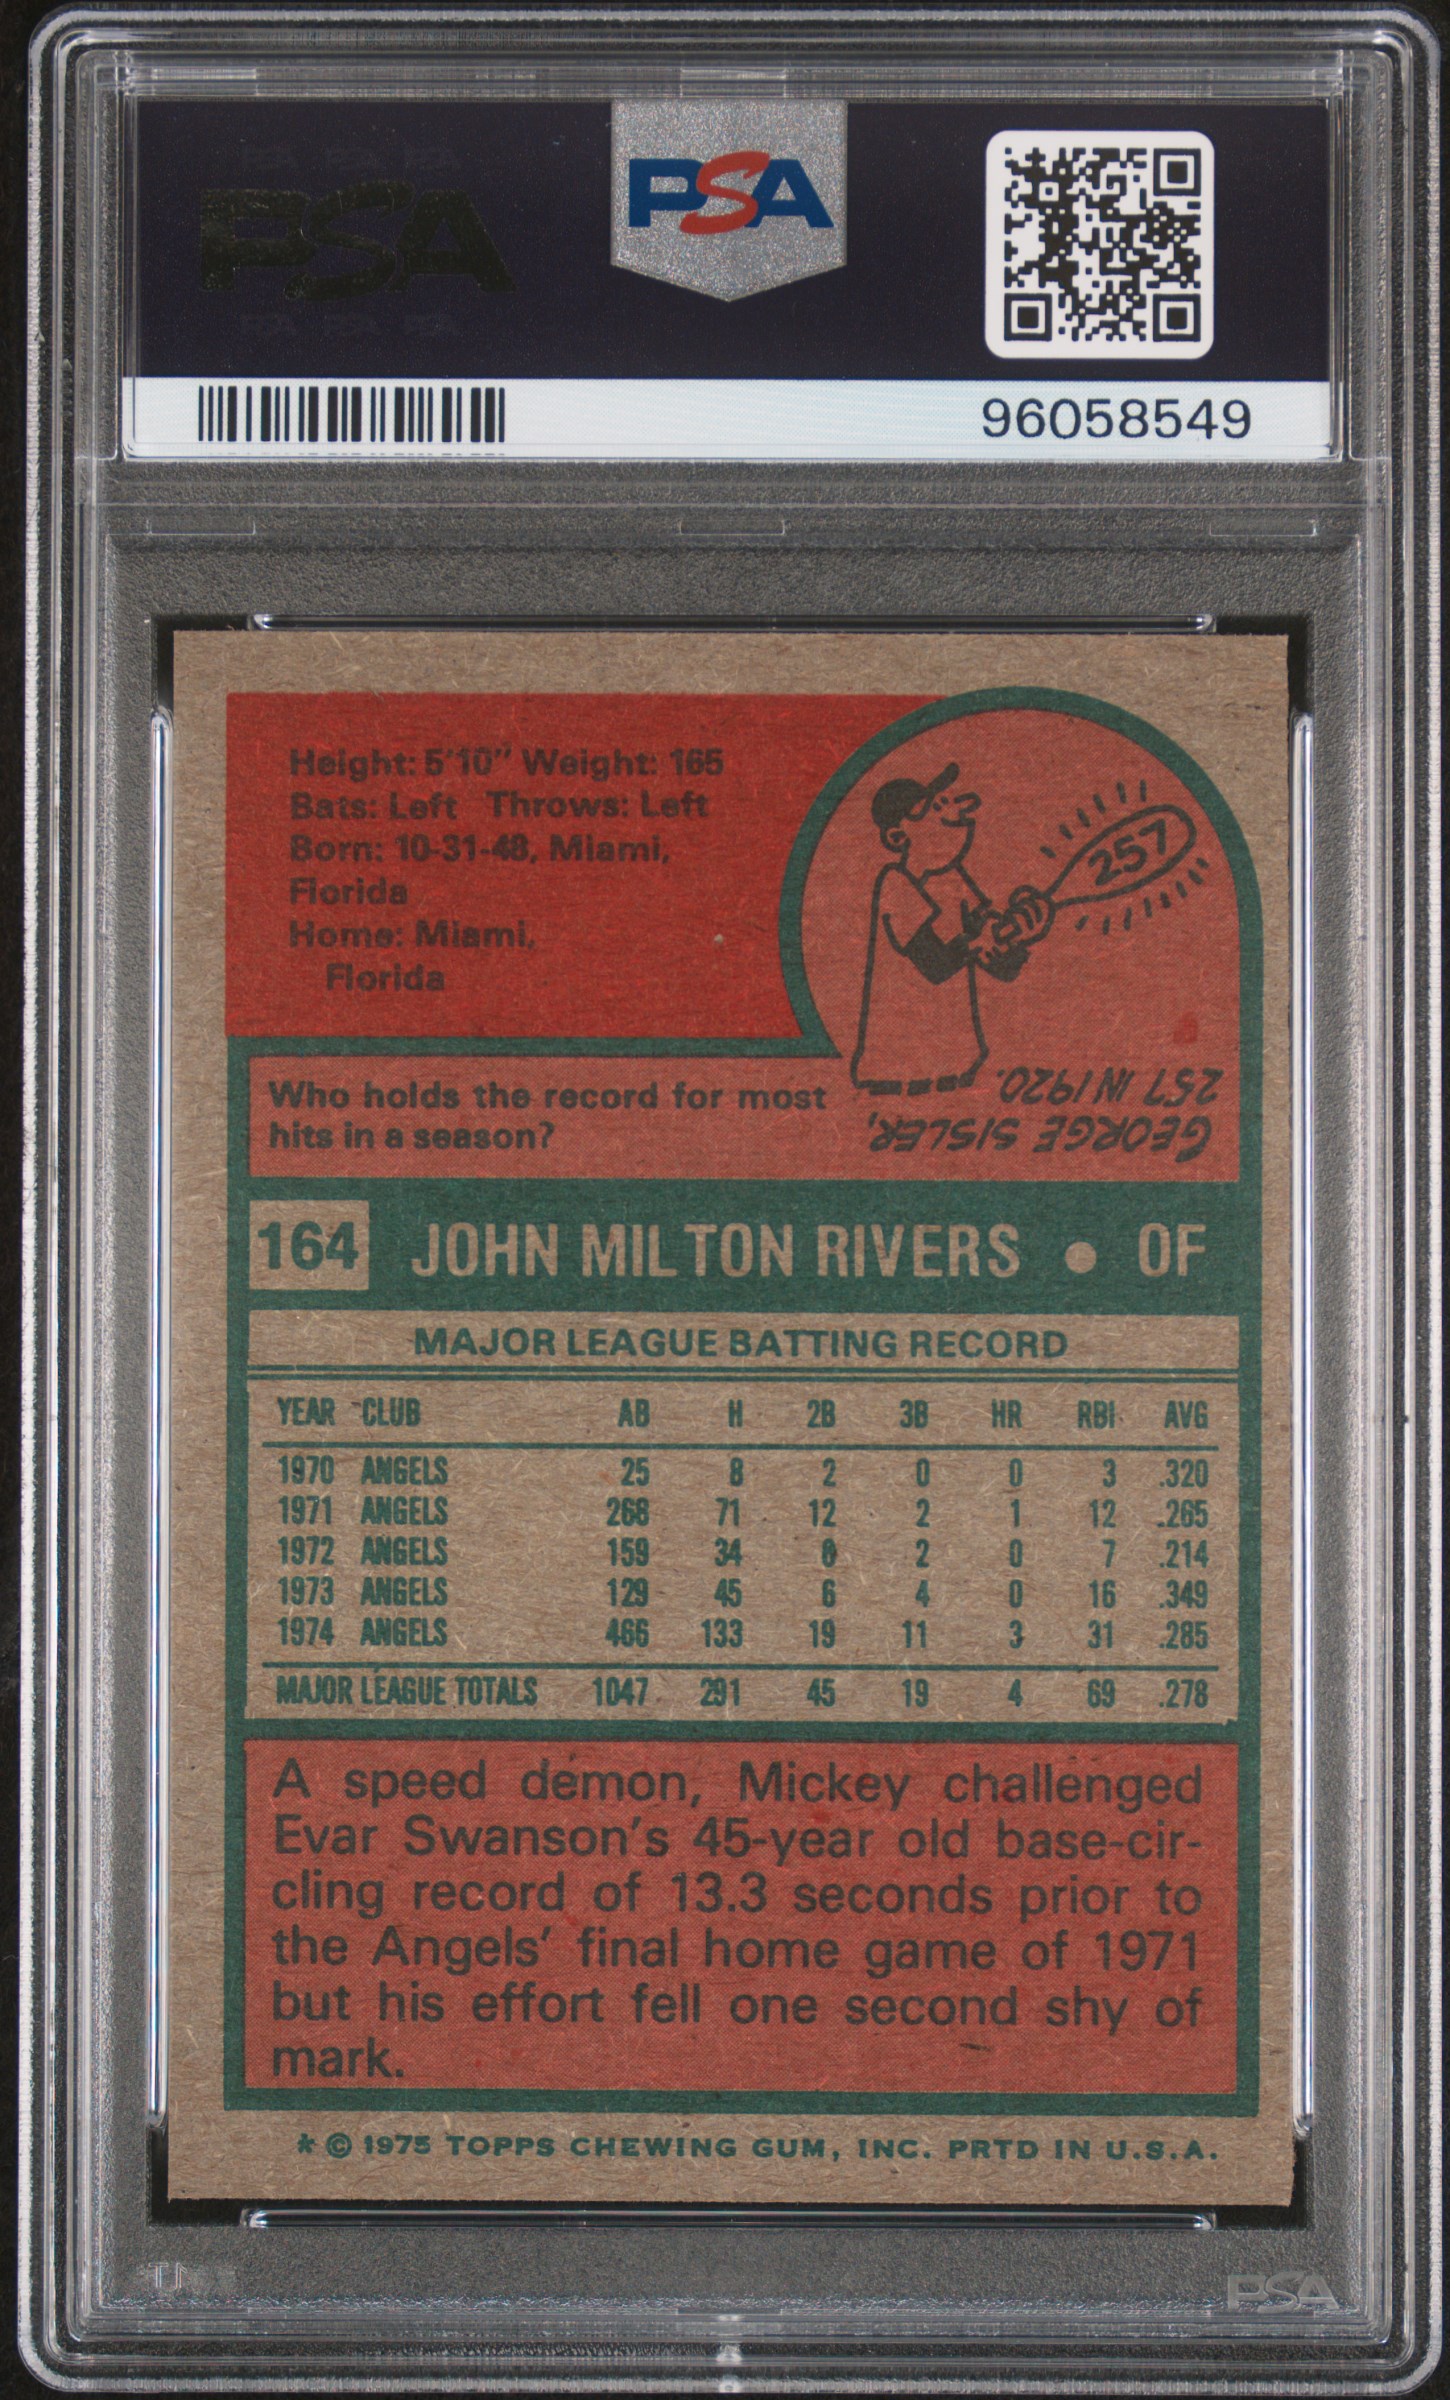 PSA PSA PSA
PSA
PSA
PSA PSA PSA
96058549
Height: 5'10" Weight: 165
Bats: Left Throws: Left
Born: 10-31-48, Miami,
Florida
Home: Miami,
Florida
257
Who holds the record for most
hits in a season?
GEORGE SISLER,
257 IN 1920.
164 JOHN MILTON RIVERS • OF
MAJOR LEAGUE BATTING RECORD
YEAR CLUB AB H 2B 3B HR RBI AVG
1970 ANGELS 25 8 2 0 0 3 .320
1971 ANGELS 268 71 12 2 1 12 .265
1972 ANGELS 159 34 6 2 0 7 .214
1973 ANGELS 129 45 6 4 0 16 .349
1974 ANGELS 466 133 19 11 3 31 .285
MAJOR LEAGUE TOTALS 1047 291 45 19 4 69 .278
A speed demon, Mickey challenged
Evar Swanson's 45-year old base-cir-
cling record of 13.3 seconds prior to
the Angels' final home game of 1971
but his effort fell one second shy of
mark.
* © 1975 TOPPS CHEWING GUM, INC. PRTD IN U.S.A.
PSA